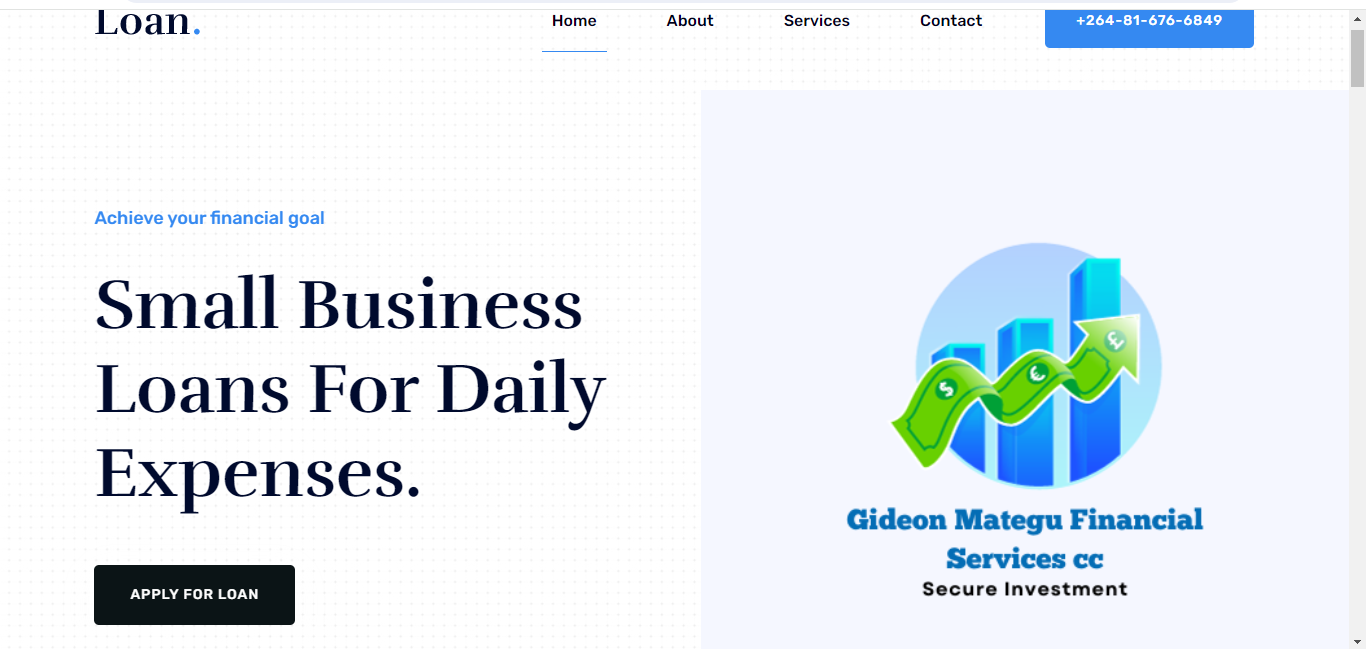 Loan.
Home
About
Services
Contact
+264-81-676-6849
Achieve your financial goal
Small Business
Loans For Daily
Expenses.
APPLY FOR LOAN
$
€
£
Gideon Mategu Financial
Services cc
Secure Investment